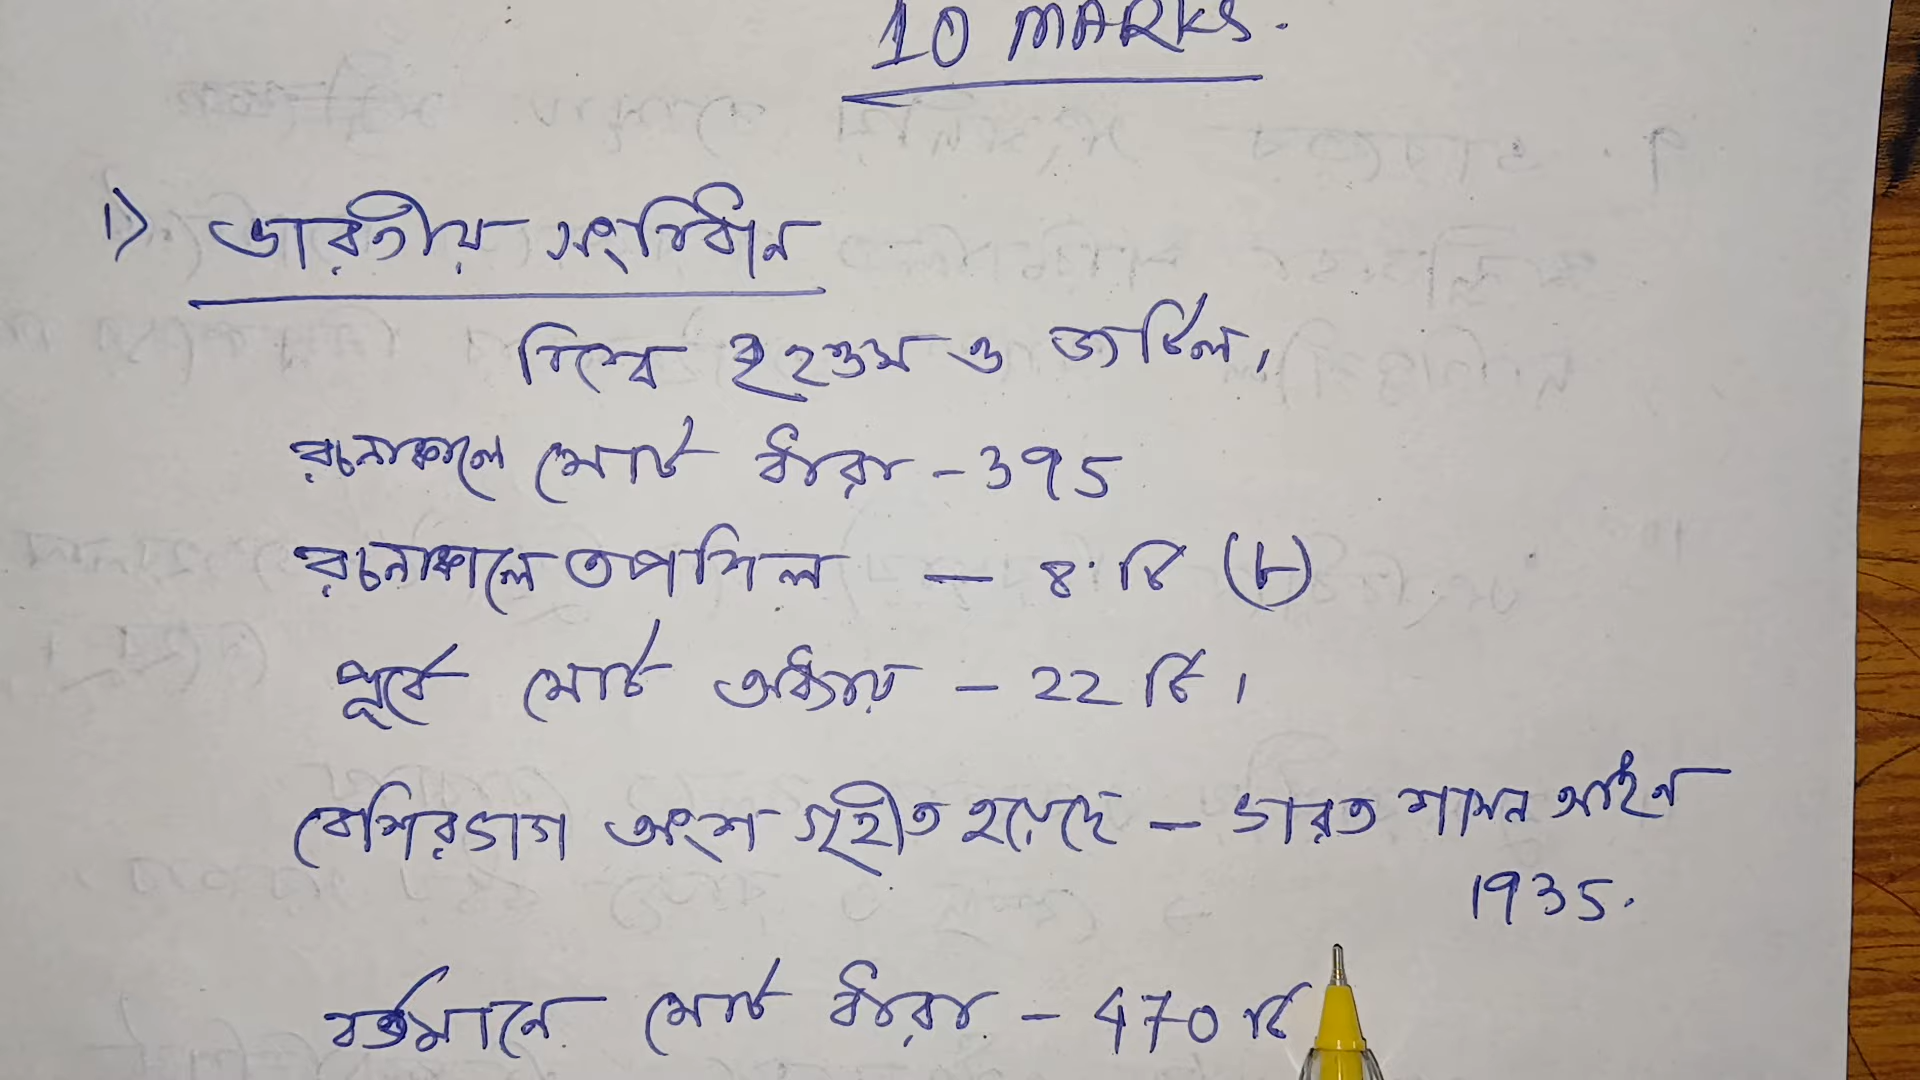 10 MARKS.
1) ভারতীয় সংবিধান
বিশ্বে বৃহত্তম ও জটিল,
রচনাকালে মোট ধারা - 395
রচনাকালে তপশিল - 8 টি (৮)
পূর্বে মোট অধ্যায় - 22 টি।
বেশিরভাগ অংশ গৃহীত হয়েছে - ভারত শাসন আইন
1935.
বর্তমানে মোট ধারা - 470 টি